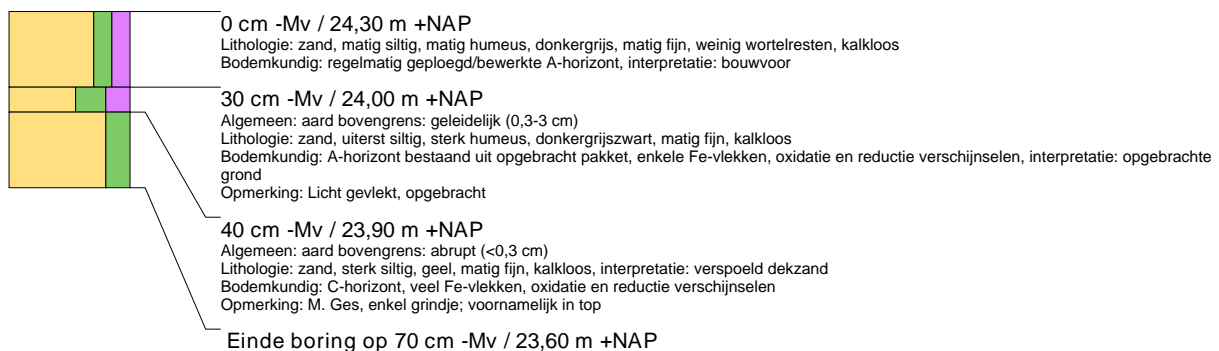 0 cm -Mv / 24,30 m +NAP
Lithologie: zand, matig siltig, matig humeus, donkergrijs, matig fijn, weinig wortelresten, kalkloos
Bodemkundig: regelmatig geploegd/bewerkte A-horizont, interpretatie: bouwvoor
30 cm -Mv / 24,00 m +NAP
Algemeen: aard bovengrens: geleidelijk (0,3-3 cm)
Lithologie: zand, uiterst siltig, sterk humeus, donkergrijszwart, matig fijn, kalkloos
Bodemkundig: A-horizont bestaand uit opgebracht pakket, enkele Fe-vlekken, oxidatie en reductie verschijnselen, interpretatie: opgebrachte
grond
Opmerking: Licht gevlekt, opgebracht
40 cm -Mv / 23,90 m +NAP
Algemeen: aard bovengrens: abrupt (<0,3 cm)
Lithologie: zand, sterk siltig, geel, matig fijn, kalkloos, interpretatie: verspoeld dekzand
Bodemkundig: C-horizont, veel Fe-vlekken, oxidatie en reductie verschijnselen
Opmerking: M. Ges, enkel grindje; voornamelijk in top
Einde boring op 70 cm -Mv / 23,60 m +NAP